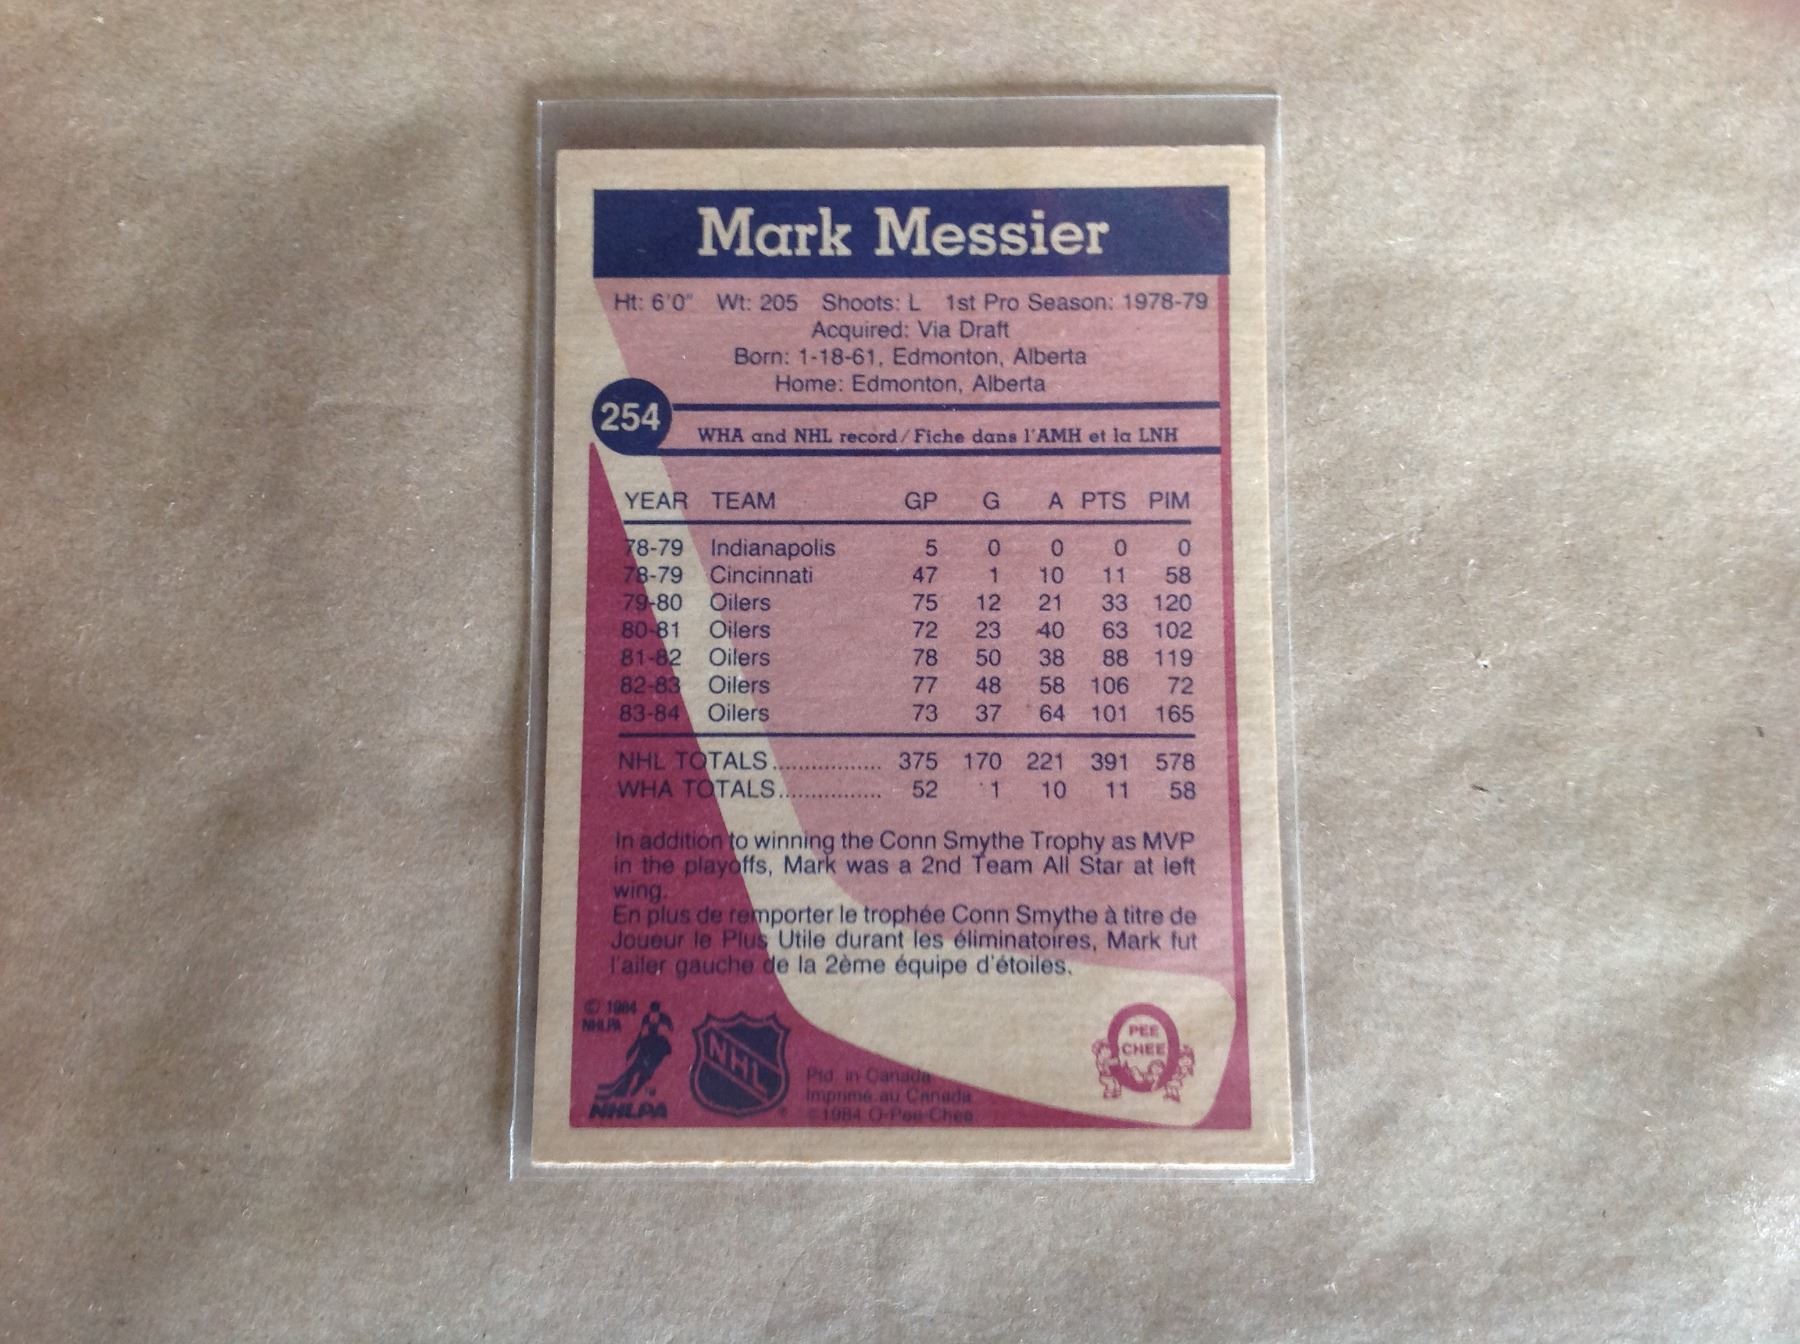 Mark Messier
Ht: 6'0" Wt: 205 Shoots: L 1st Pro Season: 1978-79
Acquired: Via Draft
Born: 1-18-61, Edmonton, Alberta
Home: Edmonton, Alberta
254
WHA and NHL record/Fiche dans l'AMH et la LNH
YEAR TEAM GP G A PTS PIM
78-79 Indianapolis 5 0 0 0 0
78-79 Cincinnati 47 1 10 11 58
79-80 Oilers 75 12 21 33 120
80-81 Oilers 72 23 40 63 102
81-82 Oilers 78 50 38 88 119
82-83 Oilers 77 48 58 106 72
83-84 Oilers 73 37 64 101 165
NHL TOTALS................. 375 170 221 391 578
WHA TOTALS................ 52 1 10 11 58
In addition to winning the Conn Smythe Trophy as MVP
in the playoffs, Mark was a 2nd Team All Star at left
wing.
En plus de remporter le trophée Conn Smythe à titre de
Joueur le Plus Utile durant les éliminatoires, Mark fut
l'ailer gauche de la 2ème équipe d'étoiles.
© 1984
NHLPA
NHLPA
NHL
Ptd. in Canada
Imprimé au Canada
©1984 O-Pee-Chee
PEE
CHEE